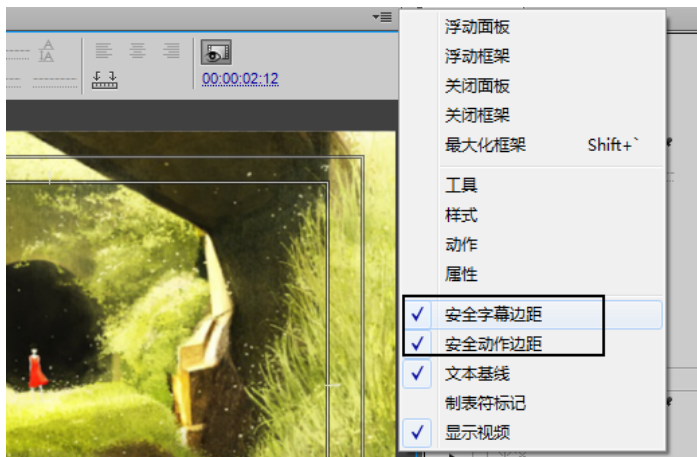 00:00:02:12
浮动面板
浮动框架
关闭面板
关闭框架
最大化框架 Shift+`
工具
样式
动作
属性
安全字幕边距
安全动作边距
文本基线
制表符标记
显示视频